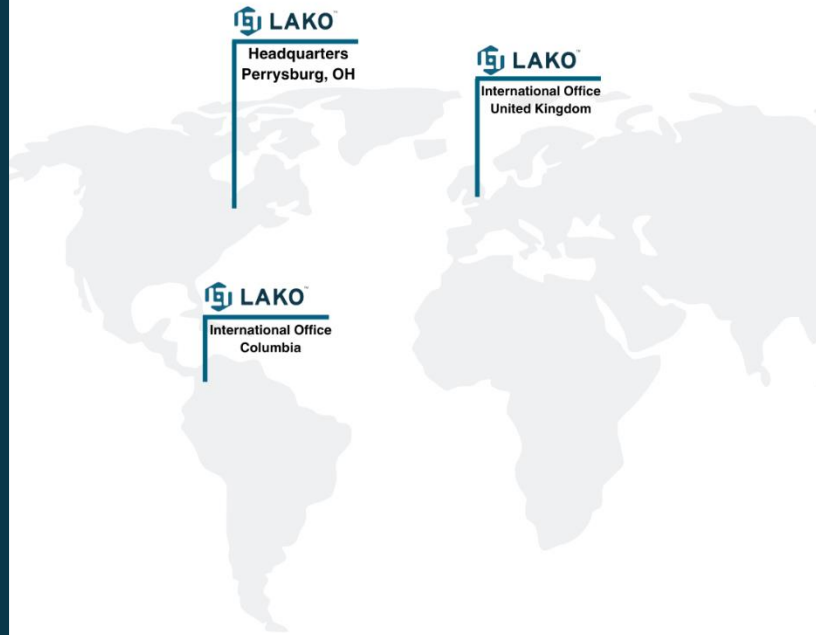 LAKO™
Headquarters
Perrysburg, OH
LAKO™
International Office
United Kingdom
LAKO™
International Office
Columbia